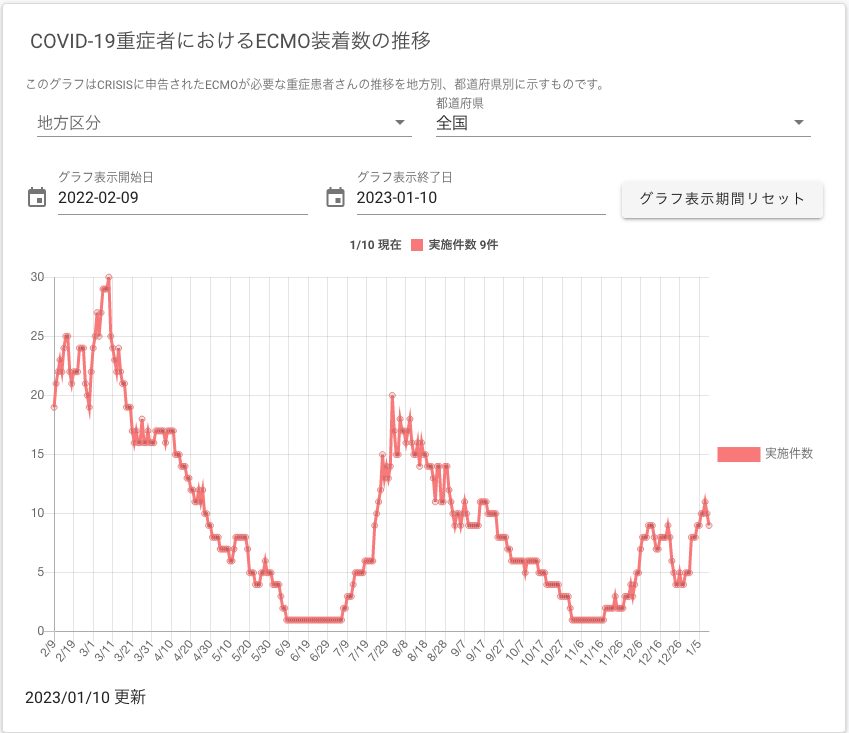 COVID-19重症者におけるECMO装着数の推移
このグラフはCRISISに申告されたECMOが必要な重症患者さんの推移を地方別、都道府県別に示すものです。
地方区分
都道府県
全国
グラフ表示開始日
2022-02-09
グラフ表示終了日
2023-01-10
グラフ表示期間リセット
1/10 現在 実施件数 9件
30
25
20
15
10
5
0
実施件数
2/9 2/19 3/1 3/11 3/21 3/31 4/10 4/20 4/30 5/10 5/20 5/30 6/9 6/19 6/29 7/9 7/19 7/29 8/8 8/18 8/28 9/7 9/17 9/27 10/7 10/17 10/27 11/6 11/16 11/26 12/6 12/16 12/26 1/5
2023/01/10 更新